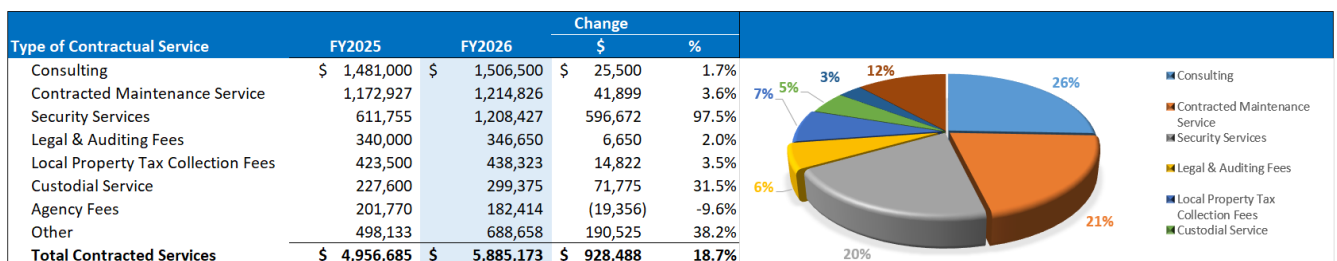 Change
Type of Contractual Service FY2025 FY2026 $ %
Consulting $ 1,481,000 $ 1,506,500 $ 25,500 1.7%
Contracted Maintenance Service 1,172,927 1,214,826 41,899 3.6%
Security Services 611,755 1,208,427 596,672 97.5%
Legal & Auditing Fees 340,000 346,650 6,650 2.0%
Local Property Tax Collection Fees 423,500 438,323 14,822 3.5%
Custodial Service 227,600 299,375 71,775 31.5%
Agency Fees 201,770 182,414 (19,356) -9.6%
Other 498,133 688,658 190,525 38.2%
Total Contracted Services $ 4,956,685 $ 5,885,173 $ 928,488 18.7%
26%
21%
20%
6%
7%
5%
3%
12%
Consulting
Contracted Maintenance
Service
Security Services
Legal & Auditing Fees
Local Property Tax
Collection Fees
Custodial Service